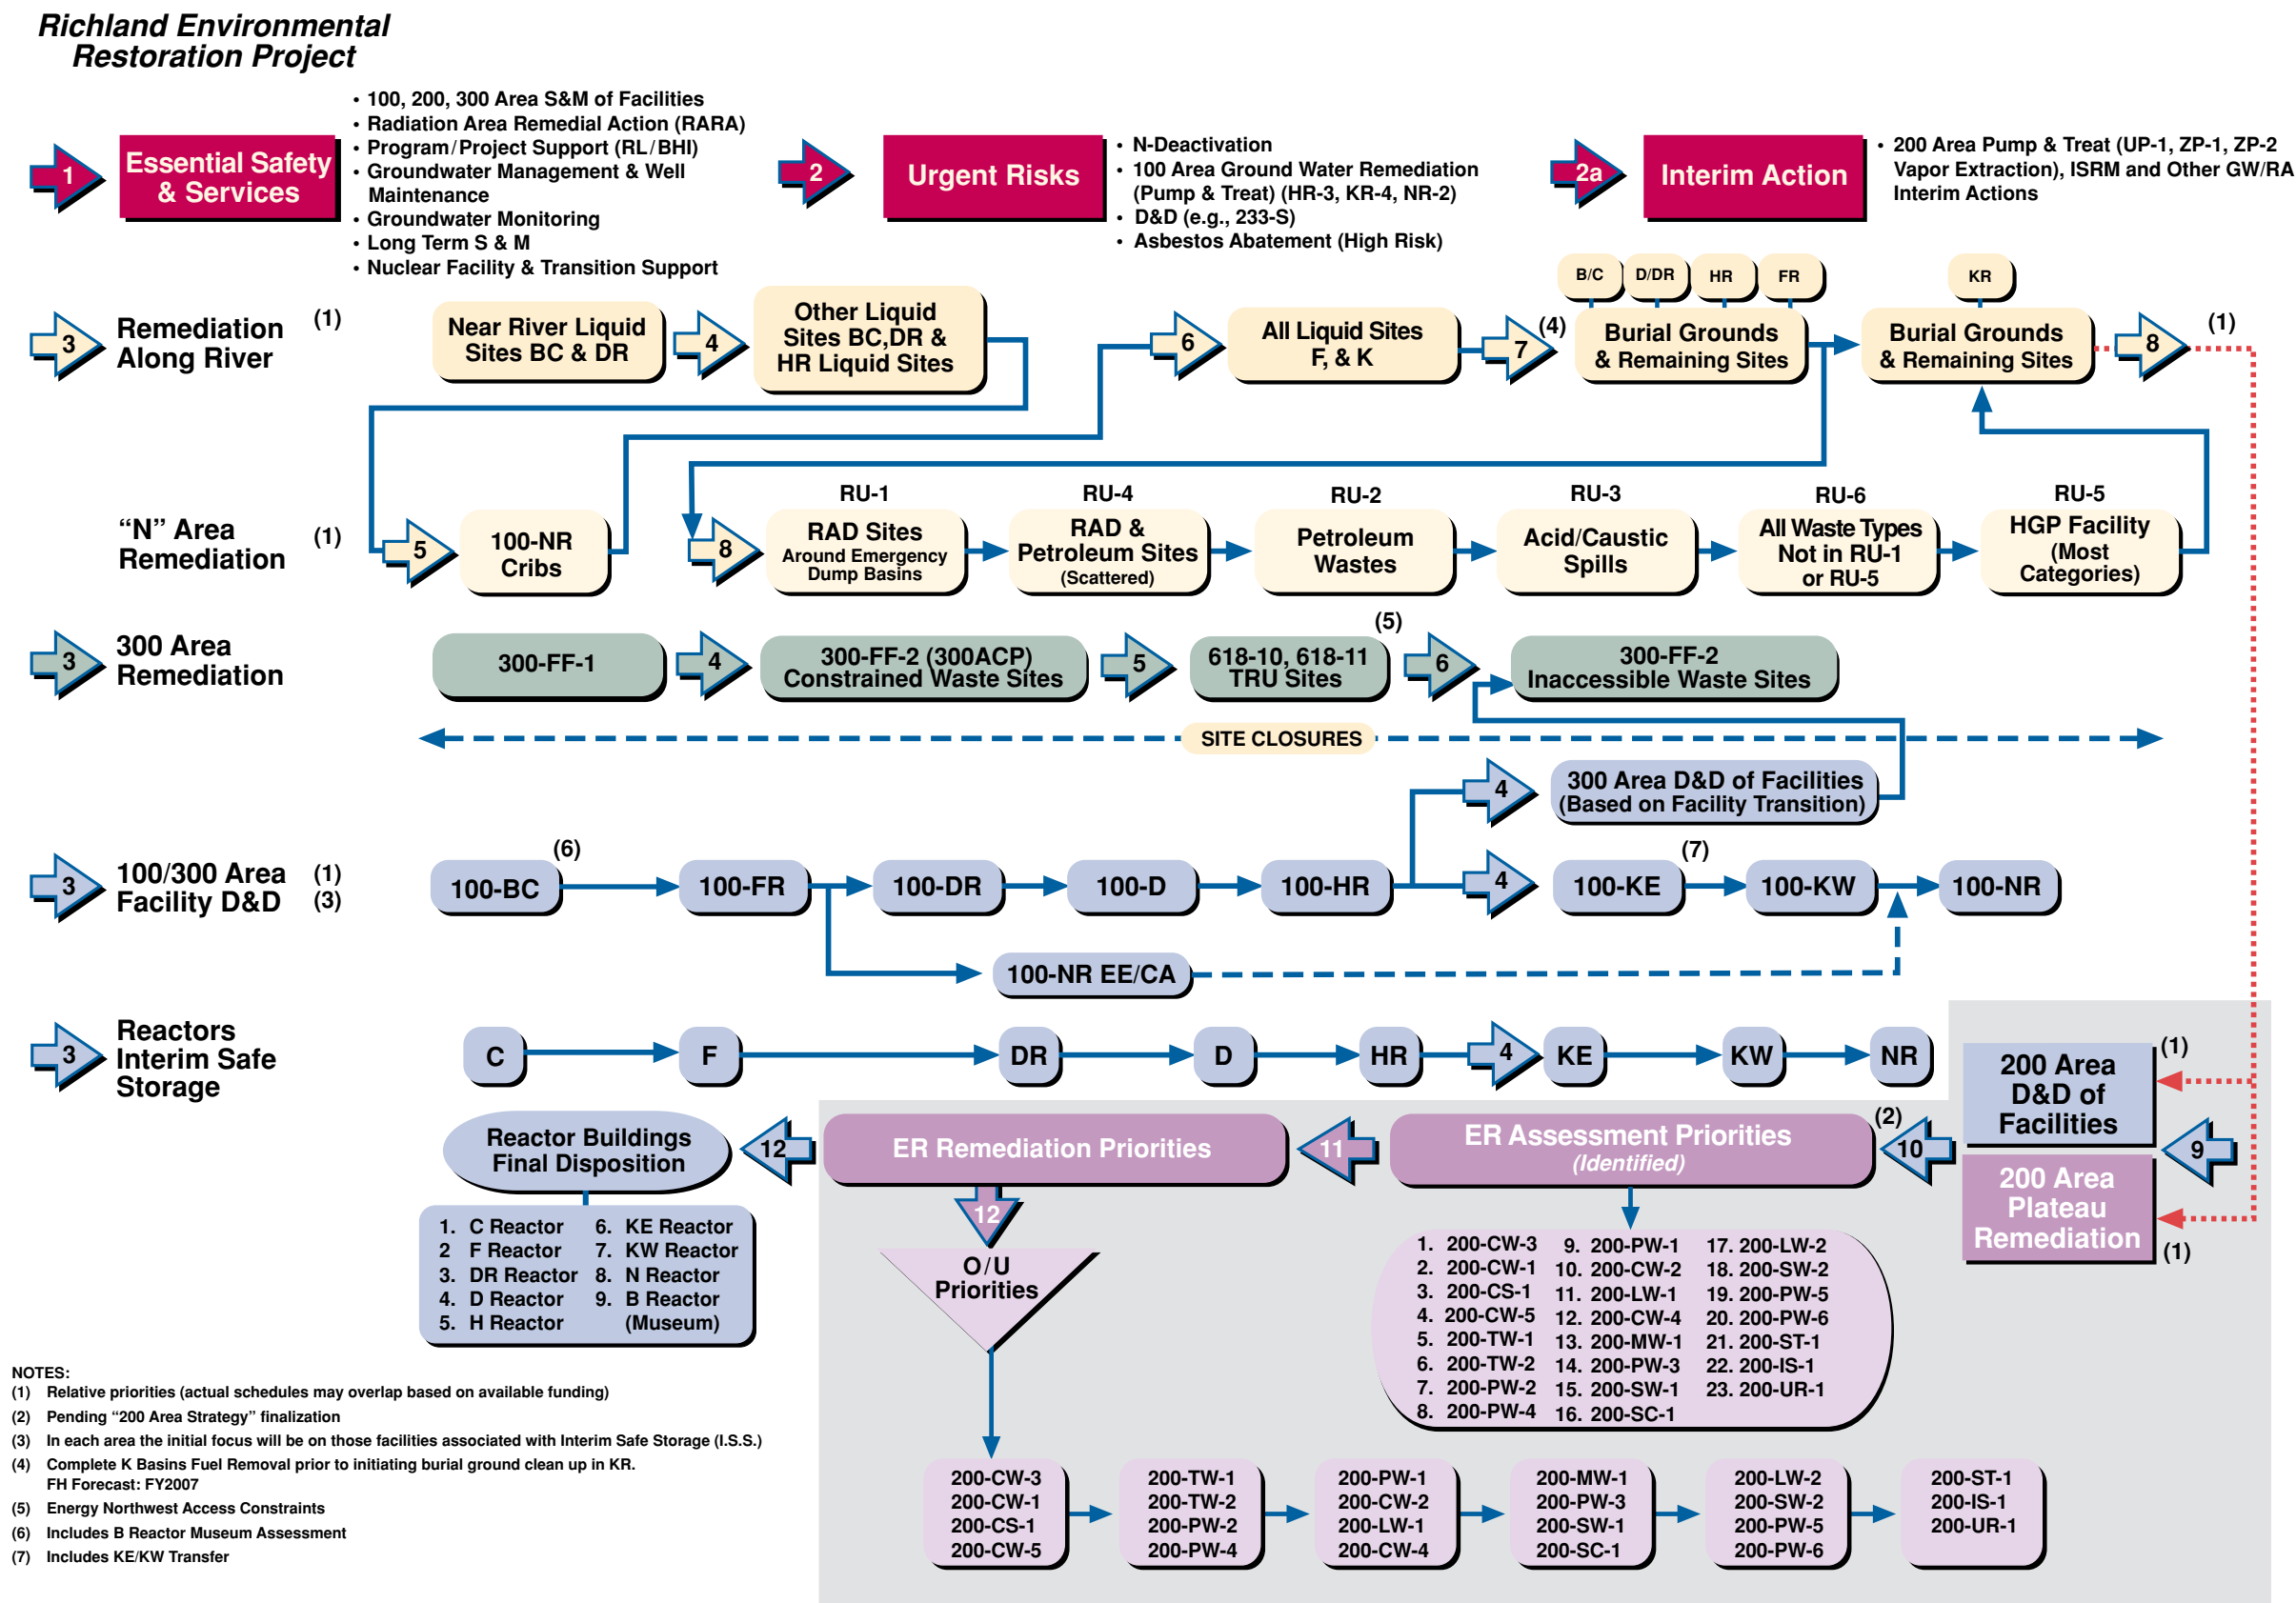 Richland Environmental
Restoration Project
1
Essential Safety
& Services
• 100, 200, 300 Area S&M of Facilities
• Radiation Area Remedial Action (RARA)
• Program/Project Support (RL/BHI)
• Groundwater Management & Well
Maintenance
• Groundwater Monitoring
• Long Term S & M
• Nuclear Facility & Transition Support
2
Urgent Risks
• N-Deactivation
• 100 Area Ground Water Remediation
(Pump & Treat) (HR-3, KR-4, NR-2)
• D&D (e.g., 233-S)
• Asbestos Abatement (High Risk)
2a
Interim Action
• 200 Area Pump & Treat (UP-1, ZP-1, ZP-2
Vapor Extraction), ISRM and Other GW/RA
Interim Actions
3
Remediation
Along River
(1)
Near River Liquid
Sites BC & DR
4
Other Liquid
Sites BC,DR &
HR Liquid Sites
6
All Liquid Sites
F, & K
7
(4)
B/C
D/DR
HR
FR
Burial Grounds
& Remaining Sites
KR
Burial Grounds
& Remaining Sites
8
(1)
“N” Area
Remediation
(1)
5
100-NR
Cribs
8
RU-1
RAD Sites
Around Emergency
Dump Basins
RU-4
RAD &
Petroleum Sites
(Scattered)
RU-2
Petroleum
Wastes
RU-3
Acid/Caustic
Spills
RU-6
All Waste Types
Not in RU-1
or RU-5
RU-5
HGP Facility
(Most
Categories)
3
300 Area
Remediation
300-FF-1
4
300-FF-2 (300ACP)
Constrained Waste Sites
5
618-10, 618-11
TRU Sites
(5)
6
300-FF-2
Inaccessible Waste Sites
SITE CLOSURES
4
300 Area D&D of Facilities
(Based on Facility Transition)
3
100/300 Area
Facility D&D
(1)
(3)
100-BC
(6)
100-FR
100-DR
100-D
100-HR
4
100-KE
(7)
100-KW
100-NR
100-NR EE/CA
3
Reactors
Interim Safe
Storage
C
F
DR
D
HR
4
KE
KW
NR
200 Area
D&D of
Facilities
(1)
9
200 Area
Plateau
Remediation
(1)
10
(2)
ER Assessment Priorities
(Identified)
11
ER Remediation Priorities
12
Reactor Buildings
Final Disposition
1. C Reactor
2 F Reactor
3. DR Reactor
4. D Reactor
5. H Reactor
6. KE Reactor
7. KW Reactor
8. N Reactor
9. B Reactor
(Museum)
12
O/U
Priorities
1. 200-CW-3
2. 200-CW-1
3. 200-CS-1
4. 200-CW-5
5. 200-TW-1
6. 200-TW-2
7. 200-PW-2
8. 200-PW-4
9. 200-PW-1
10. 200-CW-2
11. 200-LW-1
12. 200-CW-4
13. 200-MW-1
14. 200-PW-3
15. 200-SW-1
16. 200-SC-1
17. 200-LW-2
18. 200-SW-2
19. 200-PW-5
20. 200-PW-6
21. 200-ST-1
22. 200-IS-1
23. 200-UR-1
200-CW-3
200-CW-1
200-CS-1
200-CW-5
200-TW-1
200-TW-2
200-PW-2
200-PW-4
200-PW-1
200-CW-2
200-LW-1
200-CW-4
200-MW-1
200-PW-3
200-SW-1
200-SC-1
200-LW-2
200-SW-2
200-PW-5
200-PW-6
200-ST-1
200-IS-1
200-UR-1
NOTES:
(1) Relative priorities (actual schedules may overlap based on available funding)
(2) Pending “200 Area Strategy” finalization
(3) In each area the initial focus will be on those facilities associated with Interim Safe Storage (I.S.S.)
(4) Complete K Basins Fuel Removal prior to initiating burial ground clean up in KR.
FH Forecast: FY2007
(5) Energy Northwest Access Constraints
(6) Includes B Reactor Museum Assessment
(7) Includes KE/KW Transfer